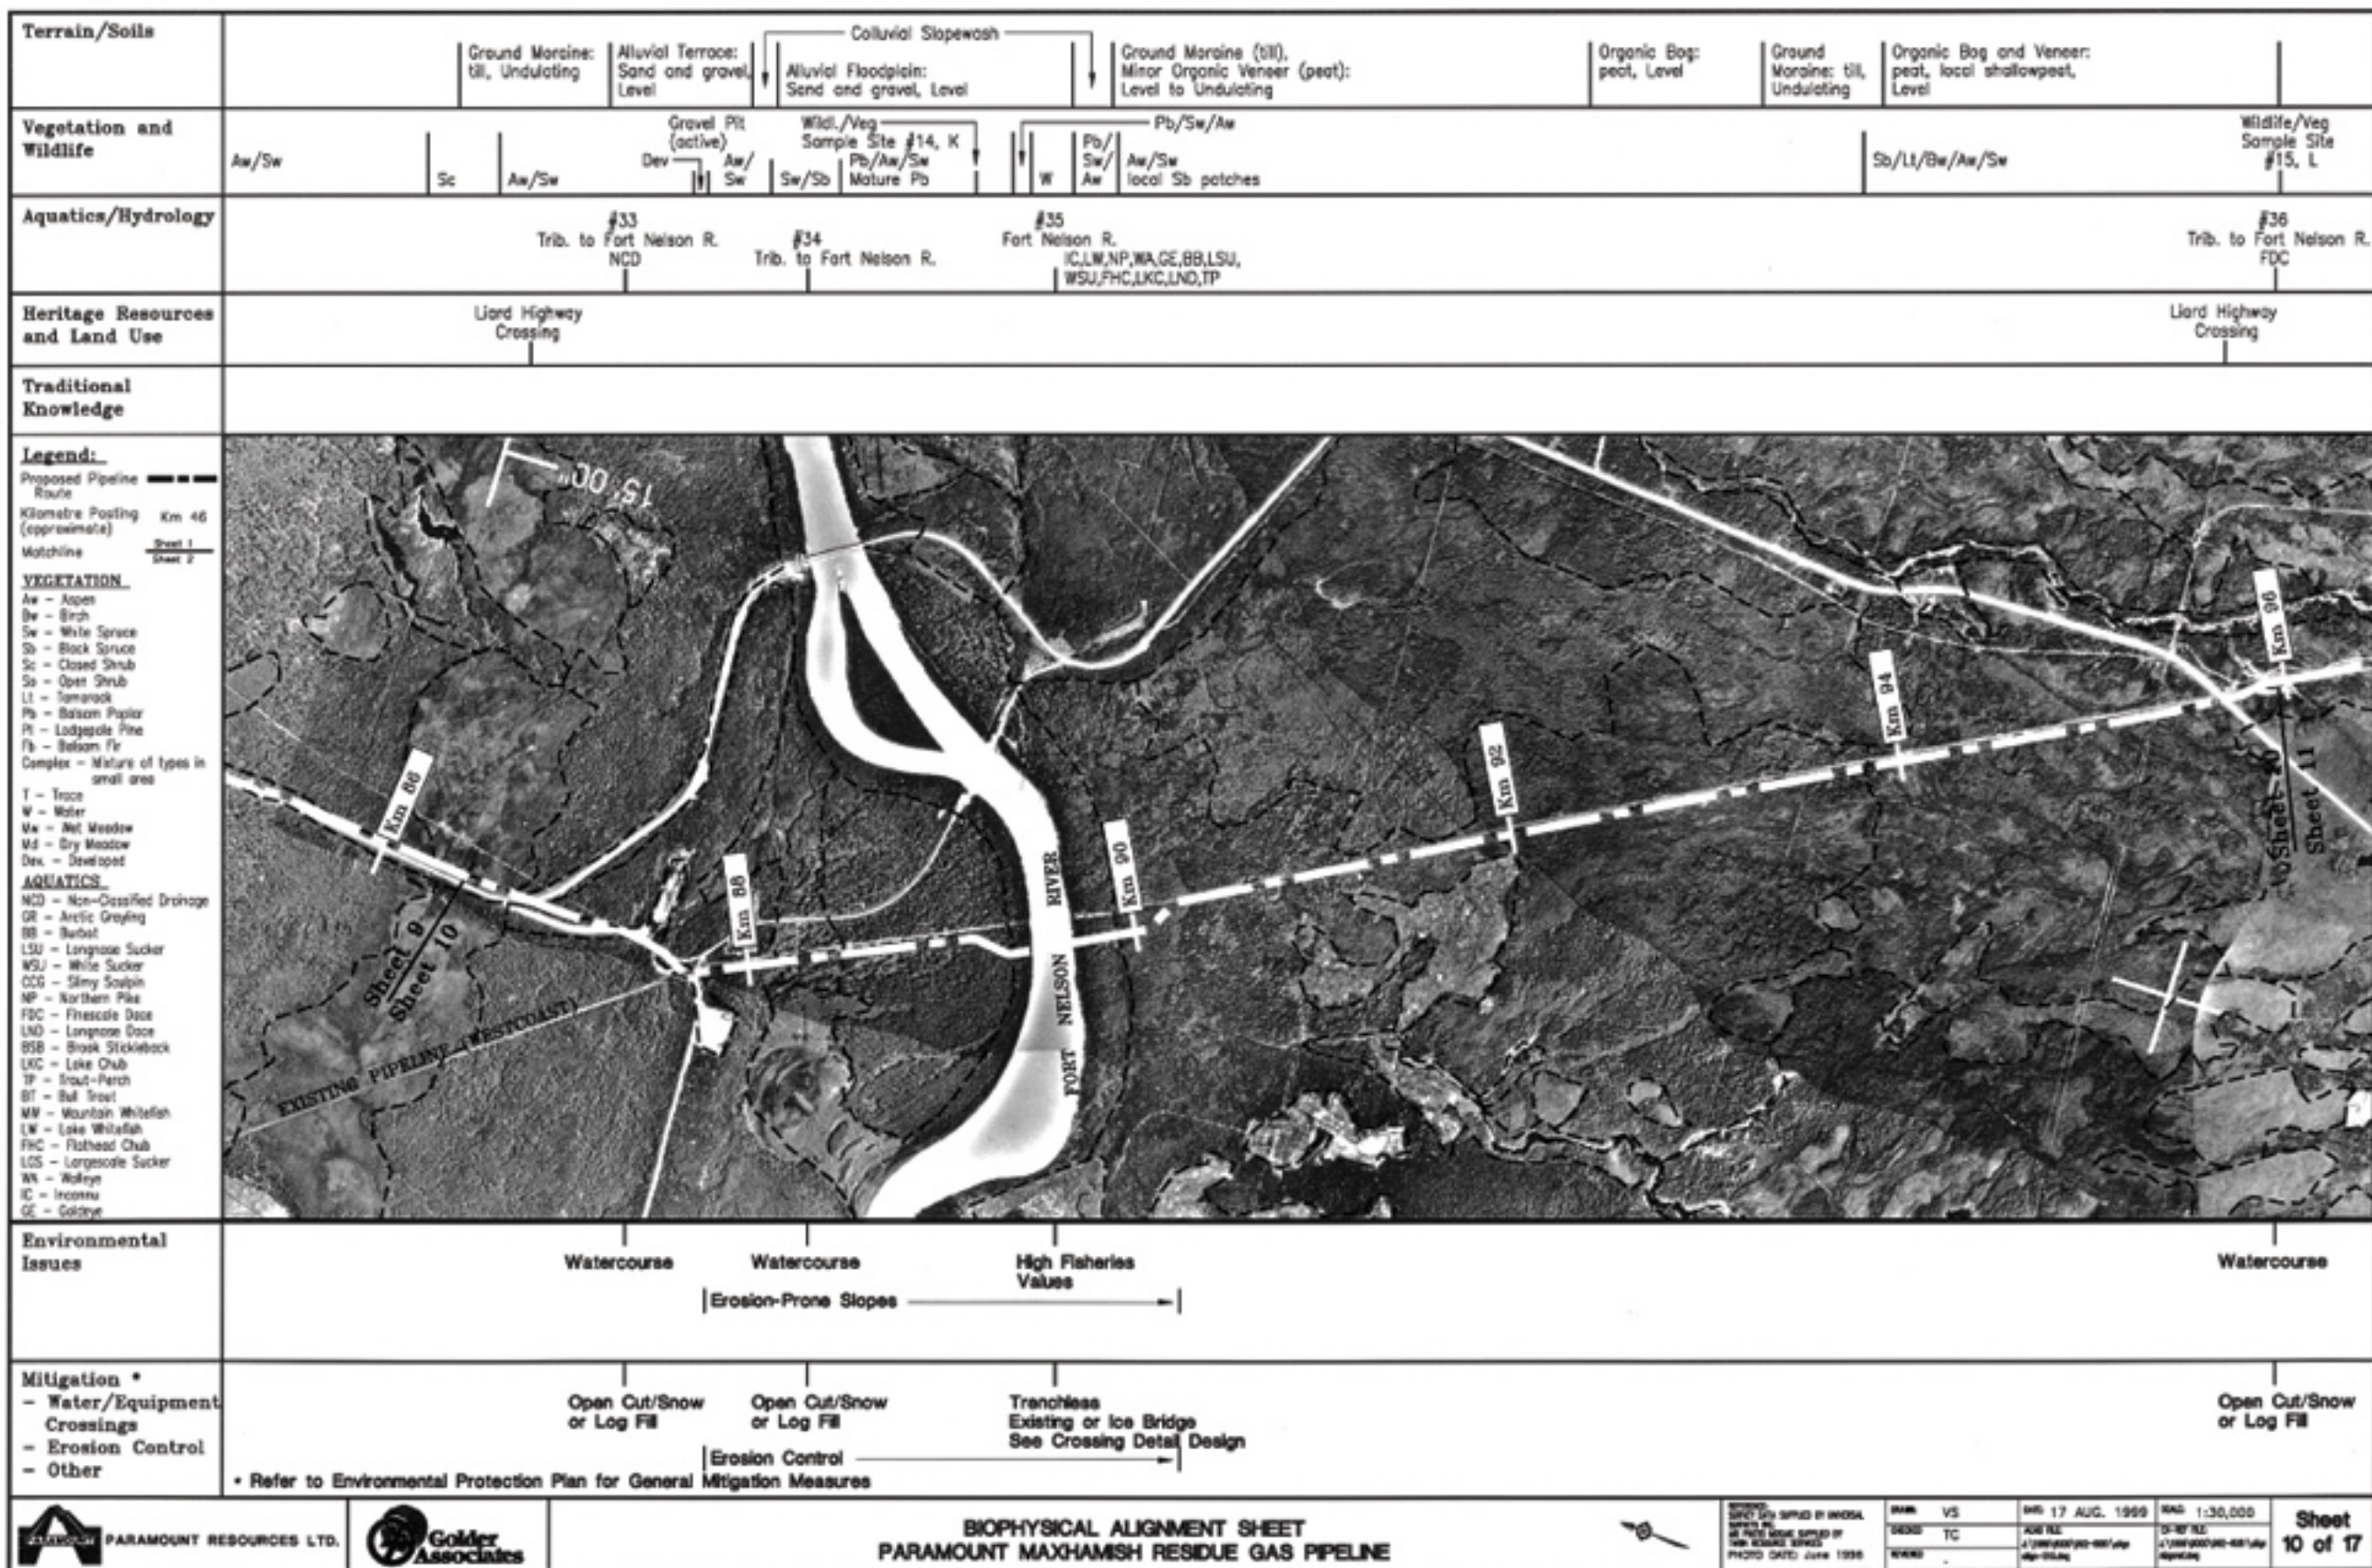 Terrain/Soils
Ground Moraine:
till, Undulating
Alluvial Terrace:
Sand and gravel,
Level
Colluvial Slopewash
Alluvial Floodplain:
Sand and gravel, Level
Ground Moraine (till),
Minor Organic Veneer (peat):
Level to Undulating
Organic Bog:
peat, Level
Ground
Moraine: till,
Undulating
Organic Bog and Veneer:
peat, local shallowpeat,
Level
Vegetation and
Wildlife
Aw/Sw
Sc
Aw/Sw
Gravel Pit
(active)
Dev
Aw/
Sw
Sw/Sb
Wildl./Veg
Sample Site #14, K
Pb/Aw/Sw
Mature Pb
Pb/Sw/Aw
W
Pb/
Sw/
Aw
Aw/Sw
local Sb patches
Sb/Lt/Bw/Aw/Sw
Wildlife/Veg
Sample Site
#15, L
Aquatics/Hydrology
#33
Trib. to Fort Nelson R.
NCD
#34
Trib. to Fort Nelson R.
#35
Fort Nelson R.
IC,LW,NP,WA,GE,BB,LSU,
WSU,FHC,LKC,LND,TP
#36
Trib. to Fort Nelson R.
FDC
Heritage Resources
and Land Use
Liard Highway
Crossing
Liard Highway
Crossing
Traditional
Knowledge
Legend:
Proposed Pipeline
Route
Kilometre Posting
(approximate)
Km 46
Matchline
Sheet 1
Sheet 2
VEGETATION
Aw - Aspen
Bw - Birch
Sw - White Spruce
Sb - Black Spruce
Sc - Closed Shrub
So - Open Shrub
Lt - Tamarack
Pb - Balsam Poplar
Pl - Lodgepole Pine
Fb - Balsam Fir
Complex - Mixture of types in
small area
T - Trace
W - Water
Mw - Wet Meadow
Md - Dry Meadow
Dev. - Developed
AQUATICS
NCD - Non-Classified Drainage
GR - Arctic Grayling
BB - Burbot
LSU - Longnose Sucker
WSU - White Sucker
CCG - Slimy Sculpin
NP - Northern Pike
FDC - Finescale Dace
LND - Longnose Dace
BSB - Brook Stickleback
LKC - Lake Chub
TP - Trout-Perch
BT - Bull Trout
MW - Mountain Whitefish
LW - Lake Whitefish
FHC - Flathead Chub
LGS - Largescale Sucker
WA - Walleye
IC - Inconnu
GE - Goldeye
15' 00"
Km 86
Km 88
Km 90
Km 92
Km 94
Km 96
Sheet 9
Sheet 10
EXISTING PIPELINE (WESTCOAST)
FORT NELSON RIVER
Sheet 10
Sheet 11
Environmental
Issues
Watercourse
Watercourse
High Fisheries
Values
Watercourse
Erosion-Prone Slopes
Mitigation *
- Water/Equipment
Crossings
- Erosion Control
- Other
Open Cut/Snow
or Log Fill
Open Cut/Snow
or Log Fill
Trenchless
Existing or Ice Bridge
See Crossing Detail Design
Open Cut/Snow
or Log Fill
Erosion Control
* Refer to Environmental Protection Plan for General Mitigation Measures
PARAMOUNT
PARAMOUNT RESOURCES LTD.
Golder
Associates
BIOPHYSICAL ALIGNMENT SHEET
PARAMOUNT MAXHAMISH RESIDUE GAS PIPELINE
DRAWN VS
CHECKED TC
REVIEWED -
DATE 17 AUG. 1999
SCALE 1:30,000
Sheet
10 of 17